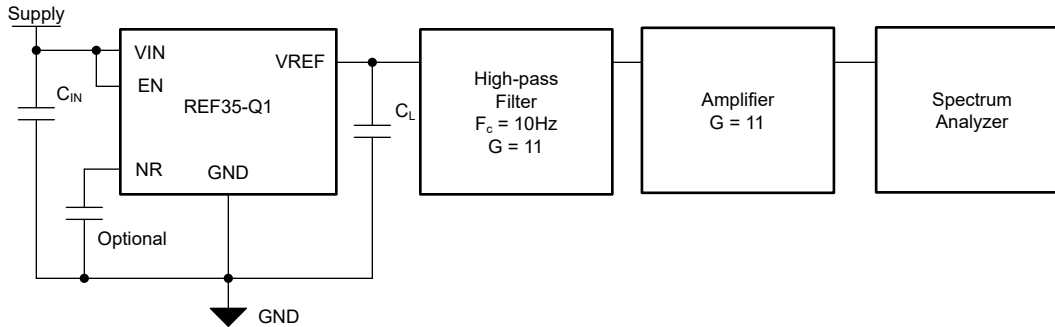 Supply
VIN
EN
C_IN
REF35-Q1
VREF
NR
GND
Optional
C_L
GND
High-pass
Filter
F_c = 10Hz
G = 11
Amplifier
G = 11
Spectrum
Analyzer